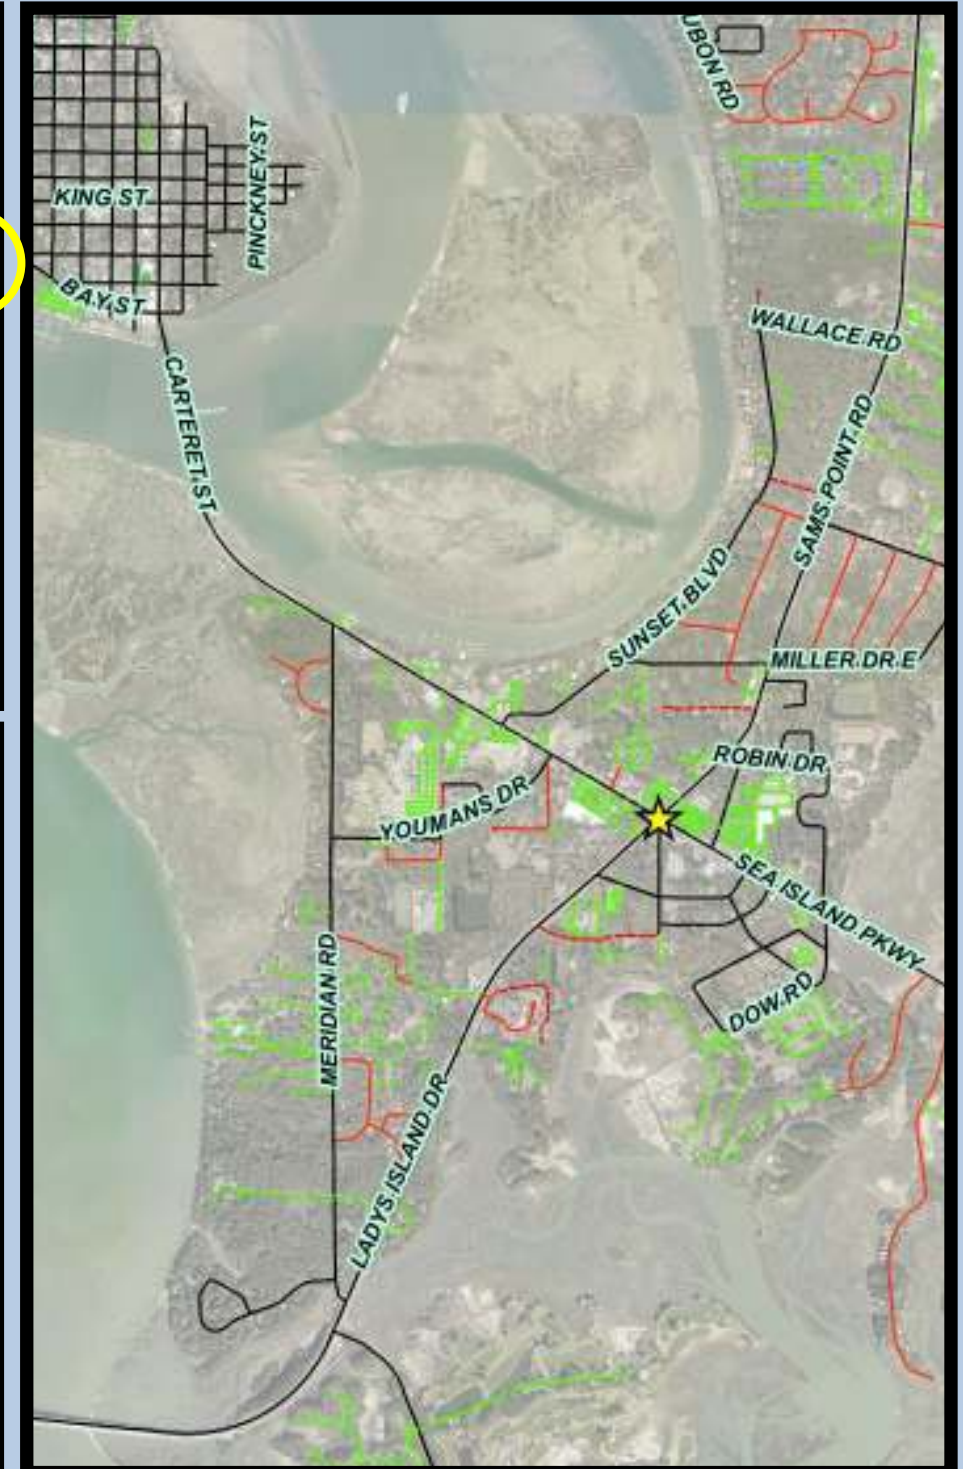 UBON RD
PINCKNEY ST
KING ST
BAY ST
WALLACE RD
CARTERET ST
SAMS POINT RD
SUNSET BLVD
MILLER DR E
ROBIN DR
YOUMANS DR
SEA ISLAND PKWY
MERIDIAN RD
DOW RD
LADYS ISLAND DR